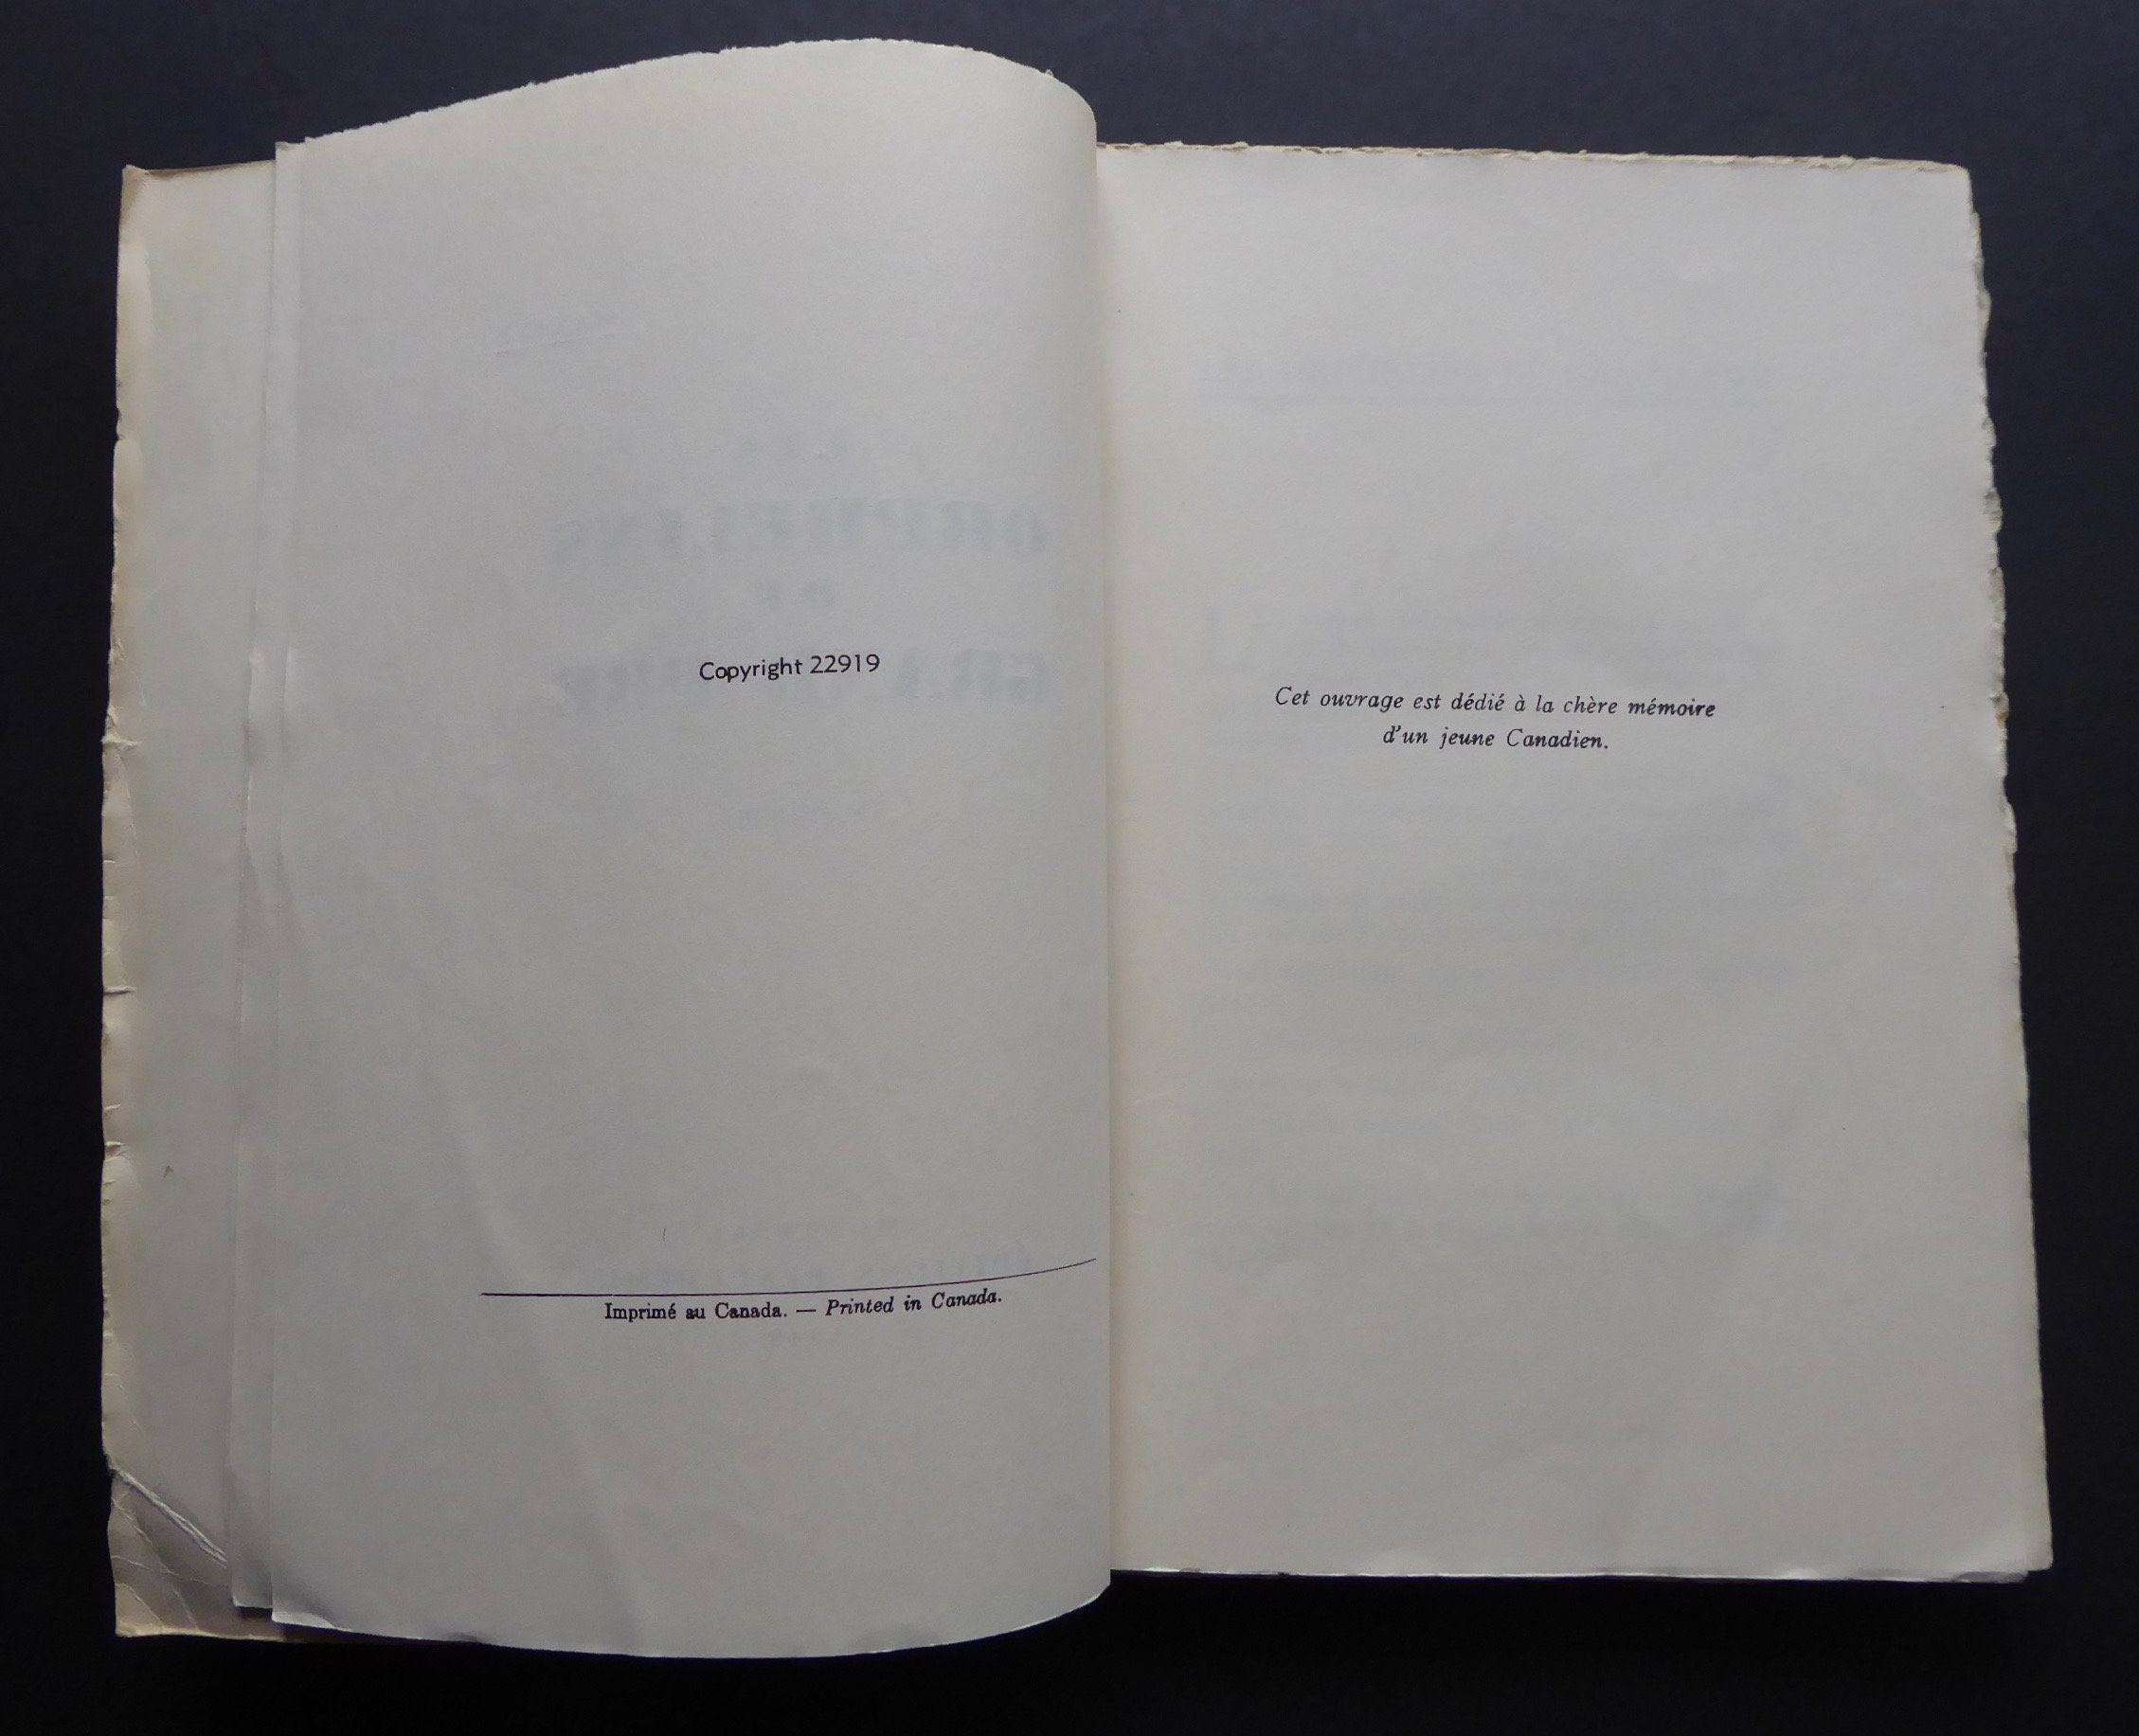 Copyright 22919
Imprimé au Canada. — Printed in Canada.
Cet ouvrage est dédié à la chère mémoire
d'un jeune Canadien.